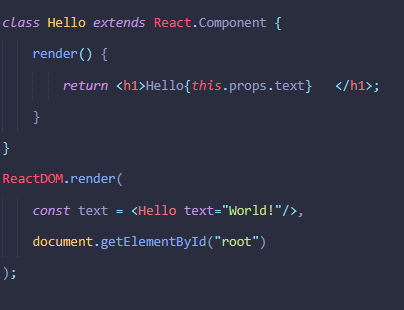 class Hello extends React.Component {
render() {
return <h1>Hello{this.props.text}   </h1>;
}
}
ReactDOM.render(
const text = <Hello text="World!"/>,
document.getElementById("root")
);